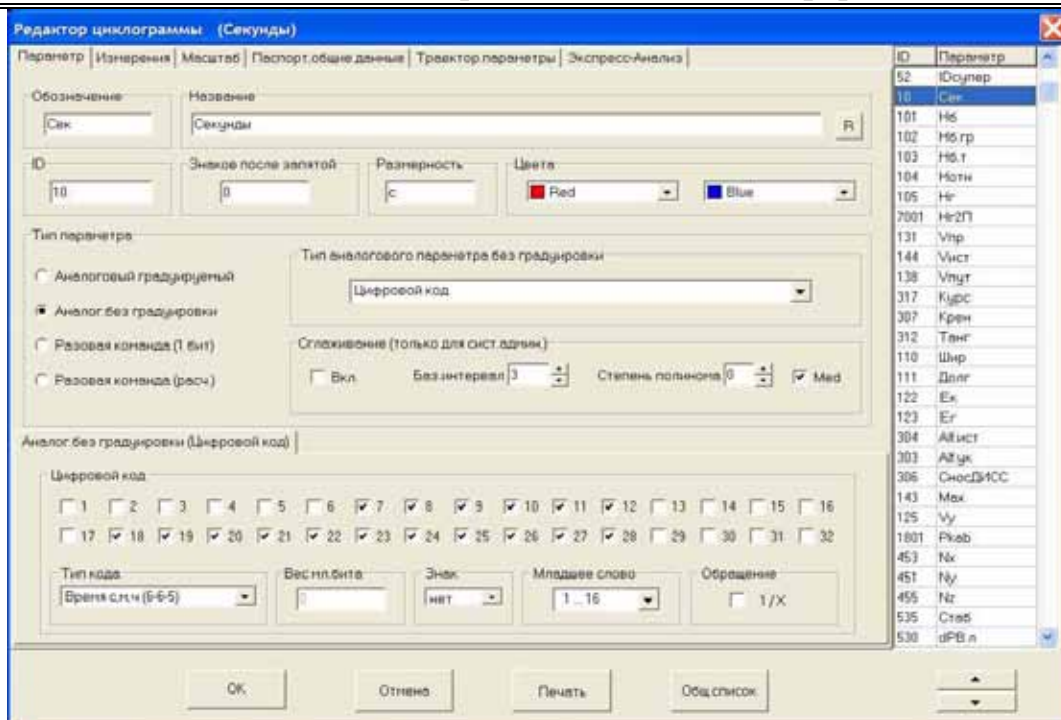 Редактор циклограммы (Секунды)
Параметр Измерения Масштаб Паспорт,общие данные Траектор.параметры Экспресс-Анализ
Обозначение Название
Сек Секунды R
ID Знаков после запятой Размерность Цвета
10 0 с Red Blue
Тип параметра
Аналоговый градуируемый
Аналог без градуировки
Разовая команда (1 бит)
Разовая команда (расч.)
Тип аналогового параметра без градуировки
Цифровой код
Сглаживание (только для сист.админ.)
Вкл. Баз.интервал 3 Степень полинома 0 Med
Аналог.без градуировки (Цифровой код)
Цифровой код
1 2 3 4 5 6 7 8 9 10 11 12 13 14 15 16
17 18 19 20 21 22 23 24 25 26 27 28 29 30 31 32
Тип кода Вес мл.бита Знак Младшее слово Обращение
Время с,м,ч (6-6-5) нет 1...16 1/X
OK Отмена Печать Общ.список
ID Параметр
52 IDсупер
10 Сек
101 Нб
102 Нб.гр
103 Нб.т
104 Нотн
105 Нг
7001 Нг2П
131 Vпр
144 Vист
138 Vпут
317 Курс
307 Крен
312 Танг
110 Шир
111 Долг
122 Ек
123 Ег
304 Alfист
303 Alfук
306 СносДИСС
143 Мах
125 Vy
1801 Pkab
453 Nx
451 Ny
455 Nz
535 Стаб
530 dРВ.л